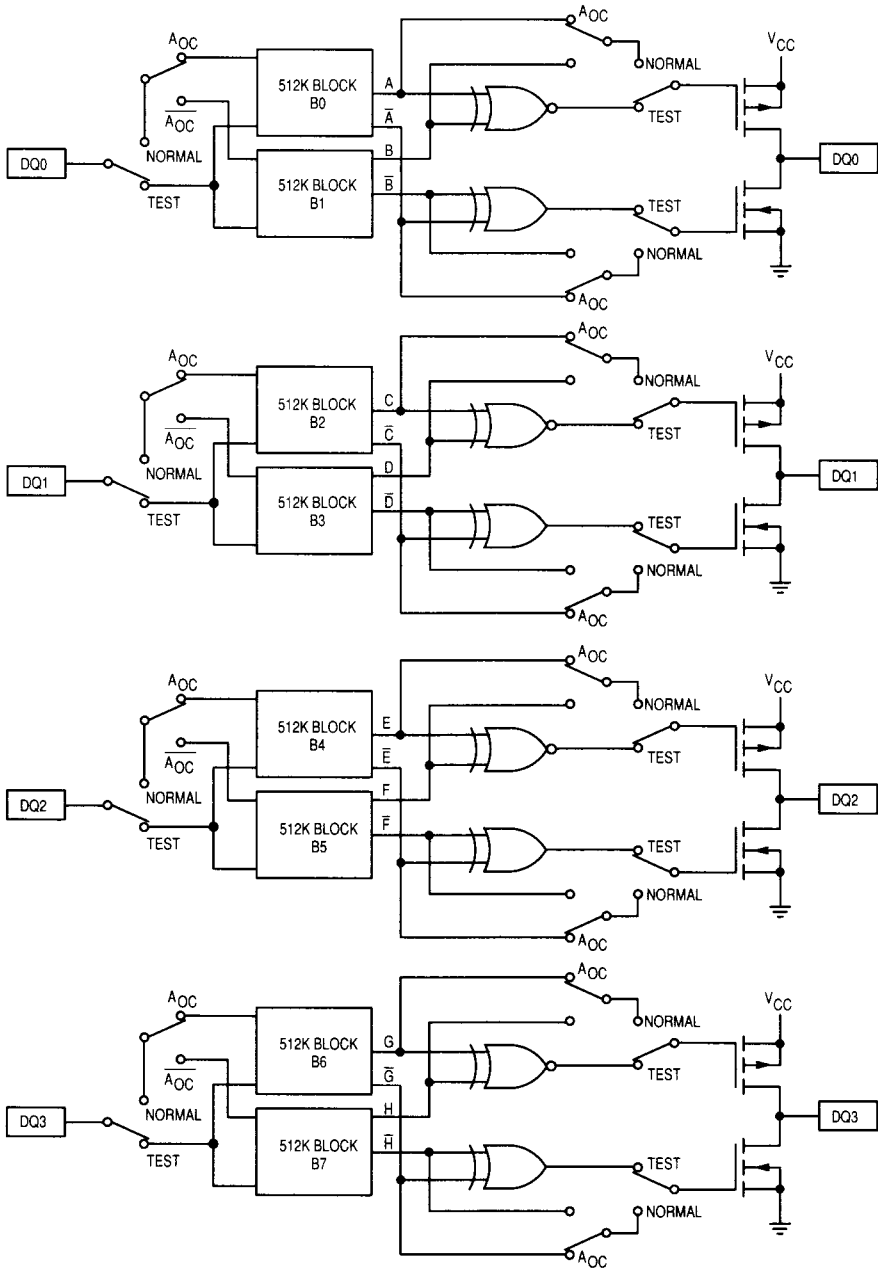 A̅OC
AOC
VCC
512K BLOCK
B0
A
NORMAL
A̅
TEST
AOC
DQ0
NORMAL
B
DQ0
TEST
512K BLOCK
B1
B̅
TEST
NORMAL
AOC
AOC
AOC
VCC
512K BLOCK
B2
C
NORMAL
C̅
TEST
A̅O̅C̅
DQ1
NORMAL
D
DQ1
TEST
512K BLOCK
B3
D̅
TEST
NORMAL
AOC
AOC
AOC
VCC
512K BLOCK
B4
E
NORMAL
E̅
TEST
A̅O̅C̅
DQ2
NORMAL
F
DQ2
TEST
512K BLOCK
B5
F̅
TEST
NORMAL
AOC
AOC
AOC
VCC
512K BLOCK
B6
G
NORMAL
G̅
TEST
A̅O̅C̅
DQ3
NORMAL
H
DQ3
TEST
512K BLOCK
B7
H̅
TEST
NORMAL
AOC